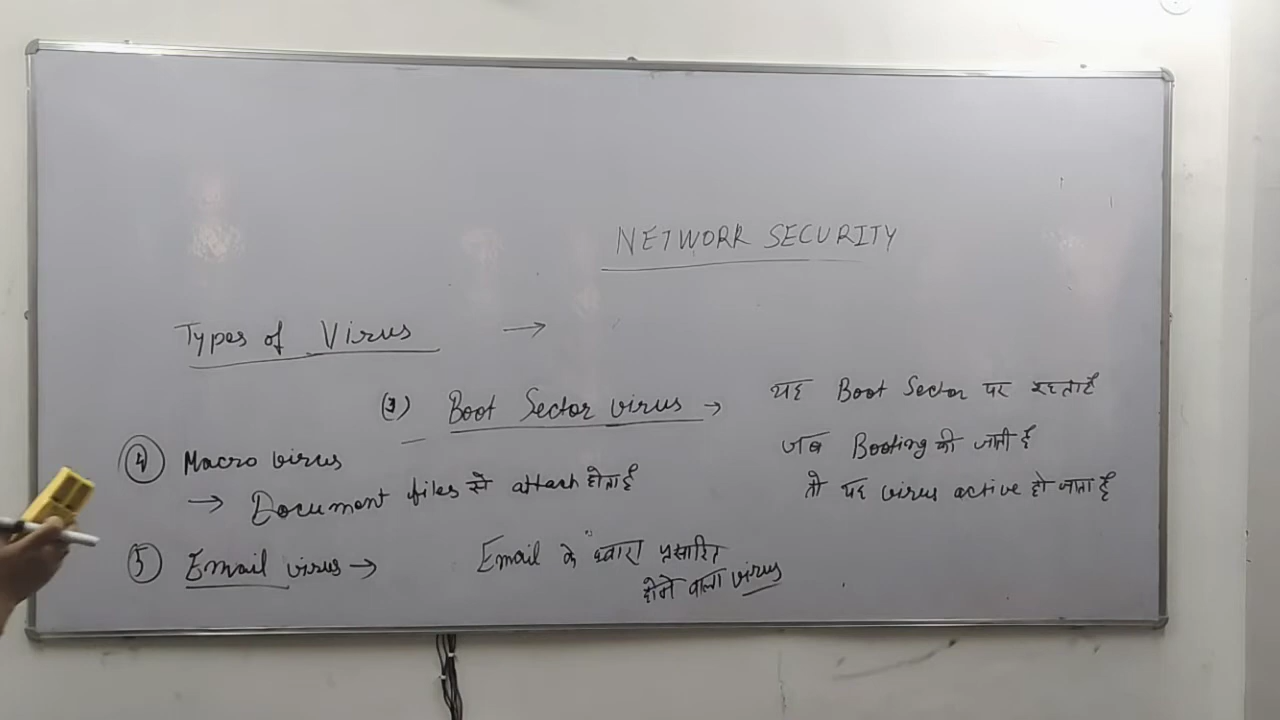 NETWORK SECURITY
Types of Virus →
(3) Boot Sector virus → यह Boot Sector पर रहता है
जब Booting की जाती है
तो यह virus active हो जाता है
④ Macro virus
→ Document files से attach होता है
⑤ Email virus → Email के द्वारा प्रसारित
होने वाला virus